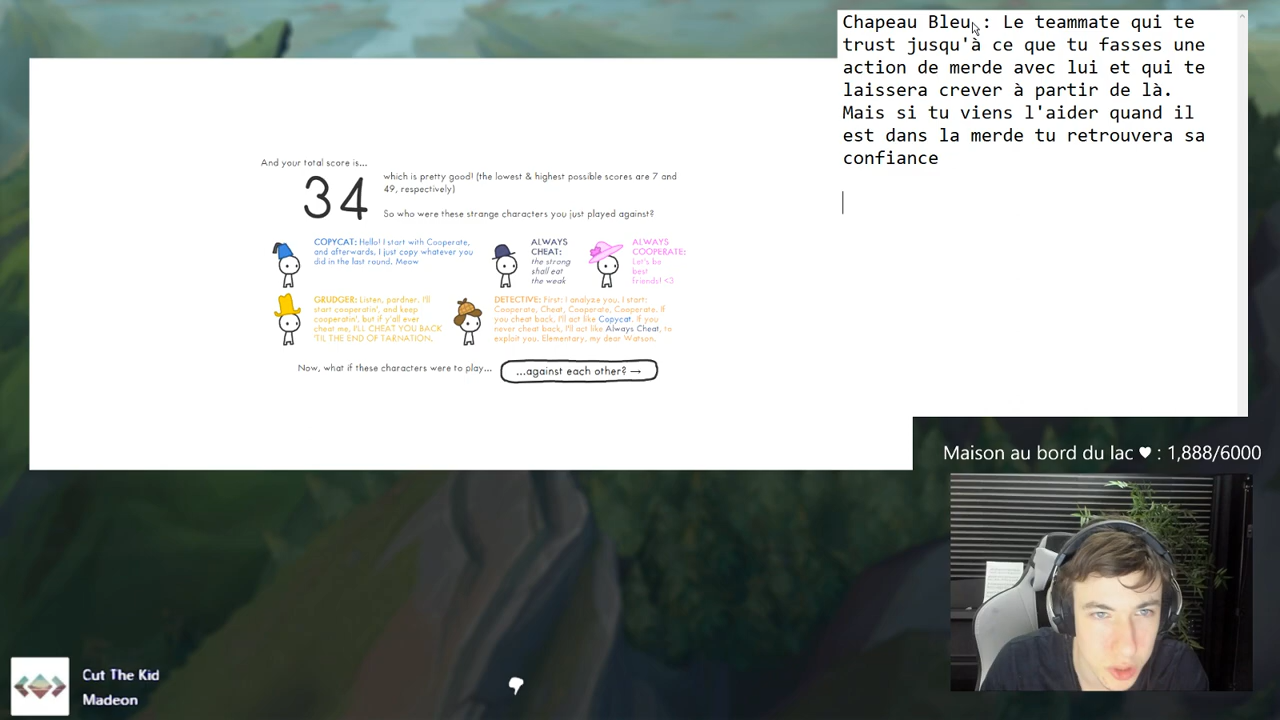 Chapeau Bleu : Le teammate qui te
trust jusqu'à ce que tu fasses une
action de merde avec lui et qui te
laissera crever à partir de là.
Mais si tu viens l'aider quand il
est dans la merde tu retrouvera sa
confiance
And your total score is...
34
which is pretty good! (the lowest & highest possible scores are 7 and
49, respectively)
So who were these strange characters you just played against?
COPYCAT: Hello! I start with Cooperate,
and afterwards, I just copy whatever you
did in the last round. Meow
ALWAYS
CHEAT:
the strong
shall eat
the weak
ALWAYS
COOPERATE:
Let's be
best
friends! <3
GRUDGER: Listen, pardner. I'll
start cooperatin', and keep
cooperatin', but if y'all ever
cheat me, I'LL CHEAT YOU BACK
'TIL THE END OF TARNATION.
DETECTIVE: First: I analyze you. I start:
Cooperate, Cheat, Cooperate, Cooperate. If
you cheat back, I'll act like Copycat. If you
never cheat back, I'll act like Always Cheat, to
exploit you. Elementary, my dear Watson.
Now, what if these characters were to play...
...against each other? →
Maison au bord du lac ♥ : 1,888/6000
Cut The Kid
Madeon